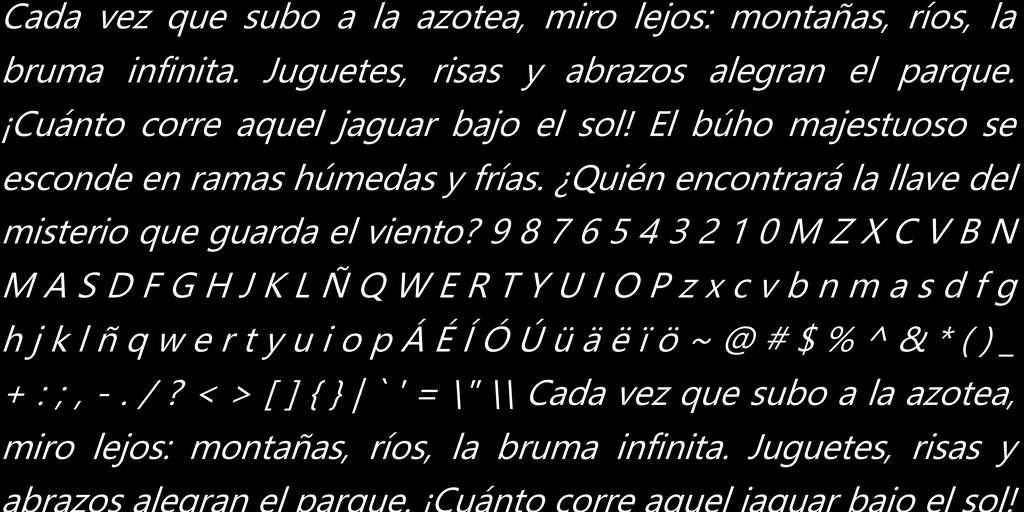 Cada vez que subo a la azotea, miro lejos: montañas, ríos, la
bruma infinita. Juguetes, risas y abrazos alegran el parque.
¡Cuánto corre aquel jaguar bajo el sol! El búho majestuoso se
esconde en ramas húmedas y frías. ¿Quién encontrará la llave del
misterio que guarda el viento? 9 8 7 6 5 4 3 2 1 0 M Z X C V B N
M A S D F G H J K L Ñ Q W E R T Y U I O P z x c v b n m a s d f g
h j k l ñ q w e r t y u i o p Á É Í Ó Ú ü ä ë ï ö ~ @ # $ % ^ & * ( ) _
+ : ; , - . / ? < > [ ] { } | ` ' = \" \\ Cada vez que subo a la azotea,
miro lejos: montañas, ríos, la bruma infinita. Juguetes, risas y
abrazos alegran el parque. ¡Cuánto corre aquel jaguar bajo el sol!